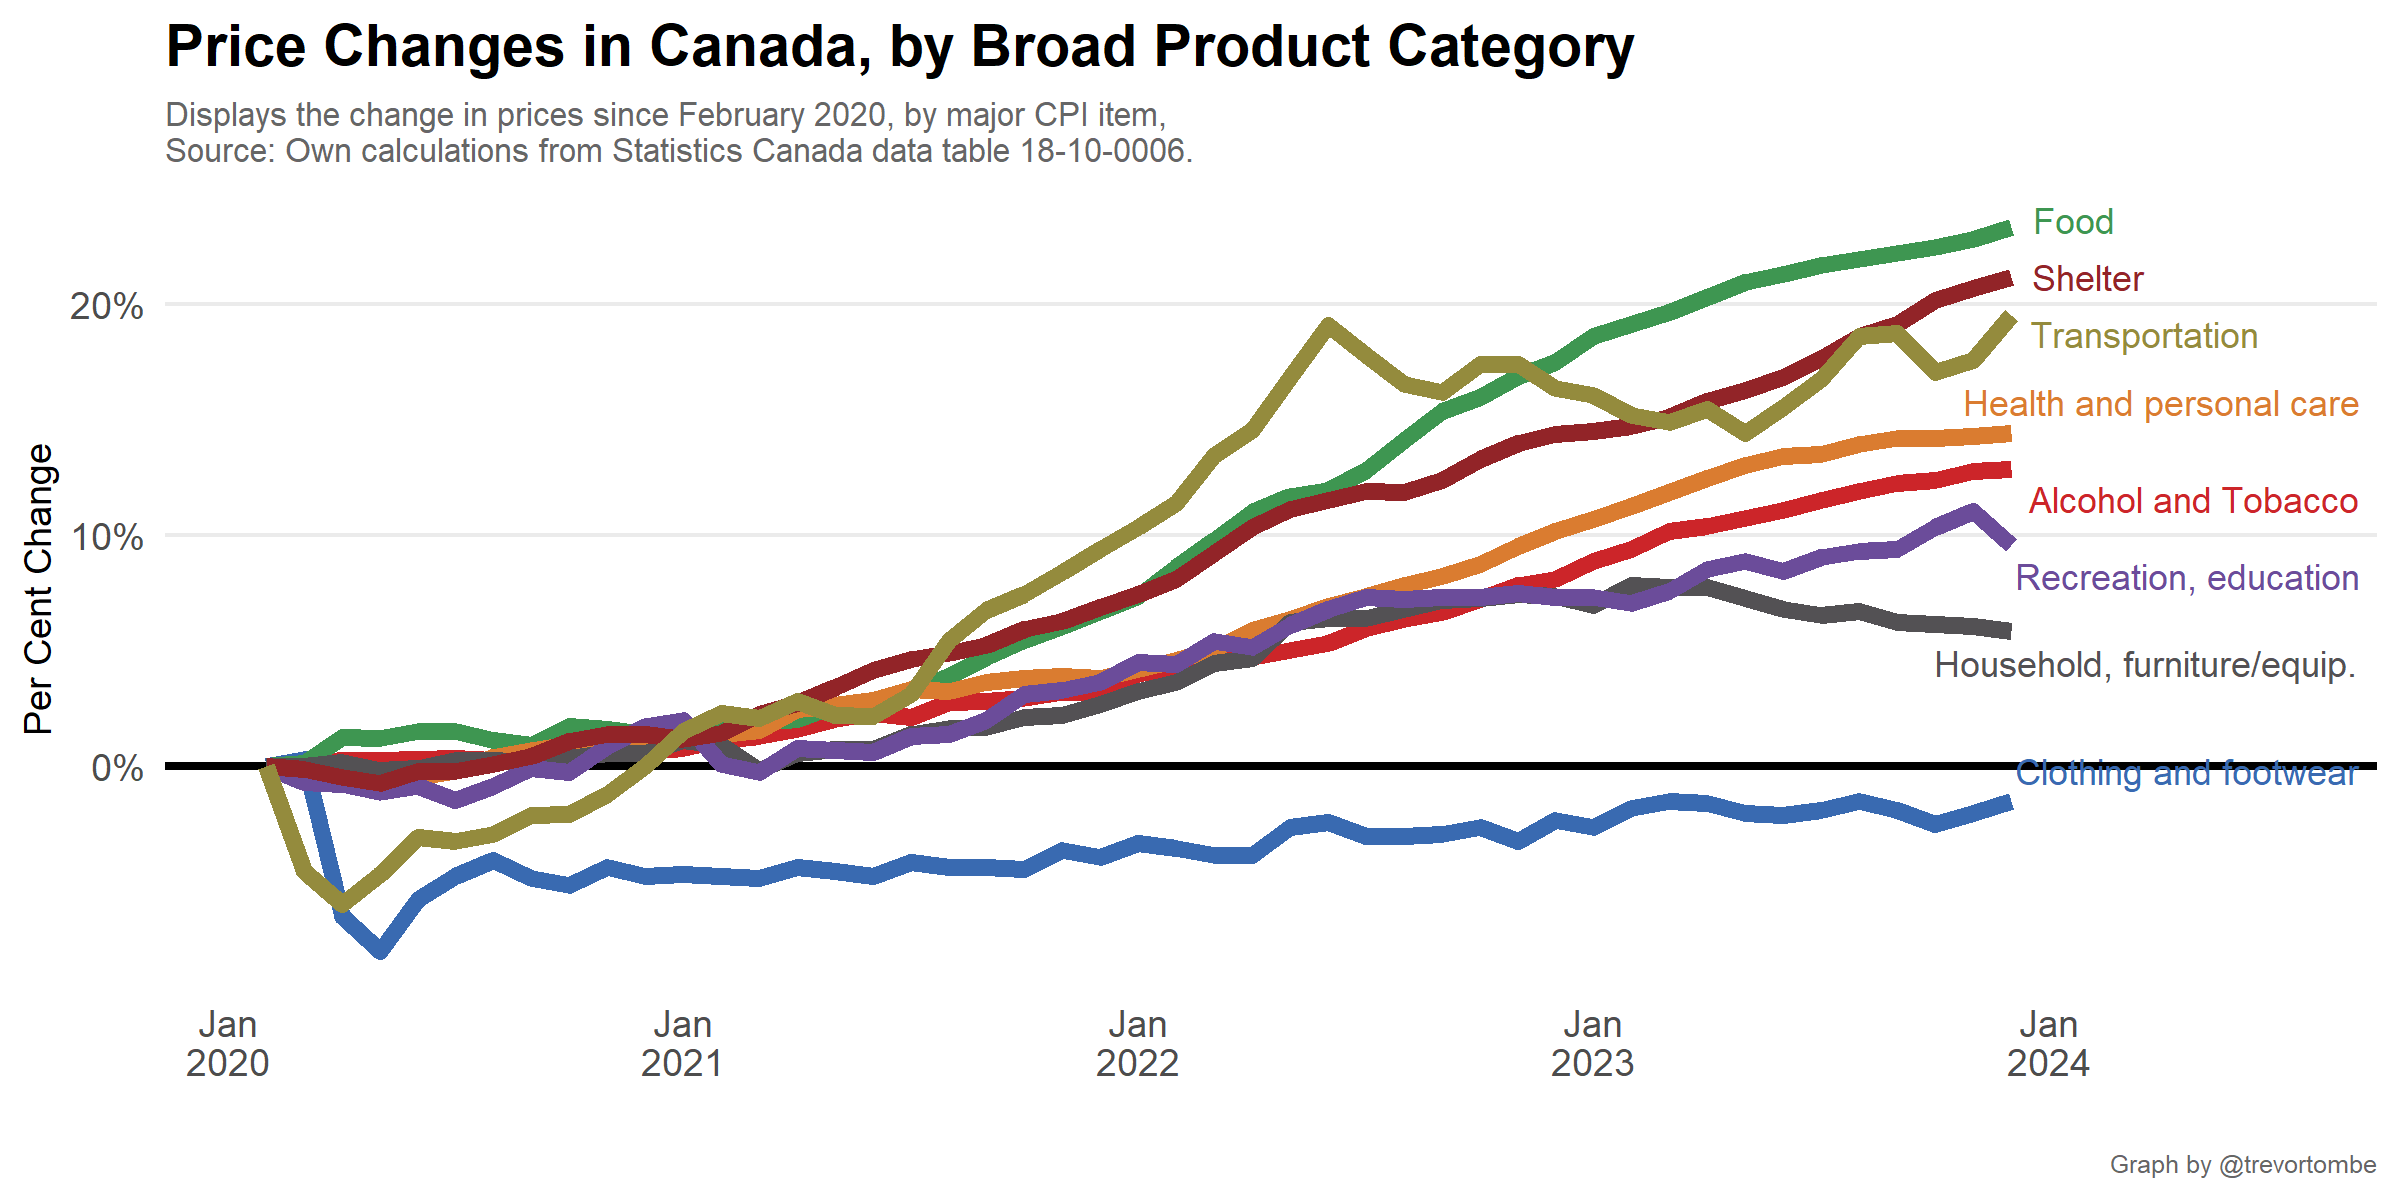 Price Changes in Canada, by Broad Product Category
Displays the change in prices since February 2020, by major CPI item,
Source: Own calculations from Statistics Canada data table 18-10-0006.
Per Cent Change
20%
10%
0%
Food
Shelter
Transportation
Health and personal care
Alcohol and Tobacco
Recreation, education
Household, furniture/equip.
Clothing and footwear
Jan
2020
Jan
2021
Jan
2022
Jan
2023
Jan
2024
Graph by @trevortombe